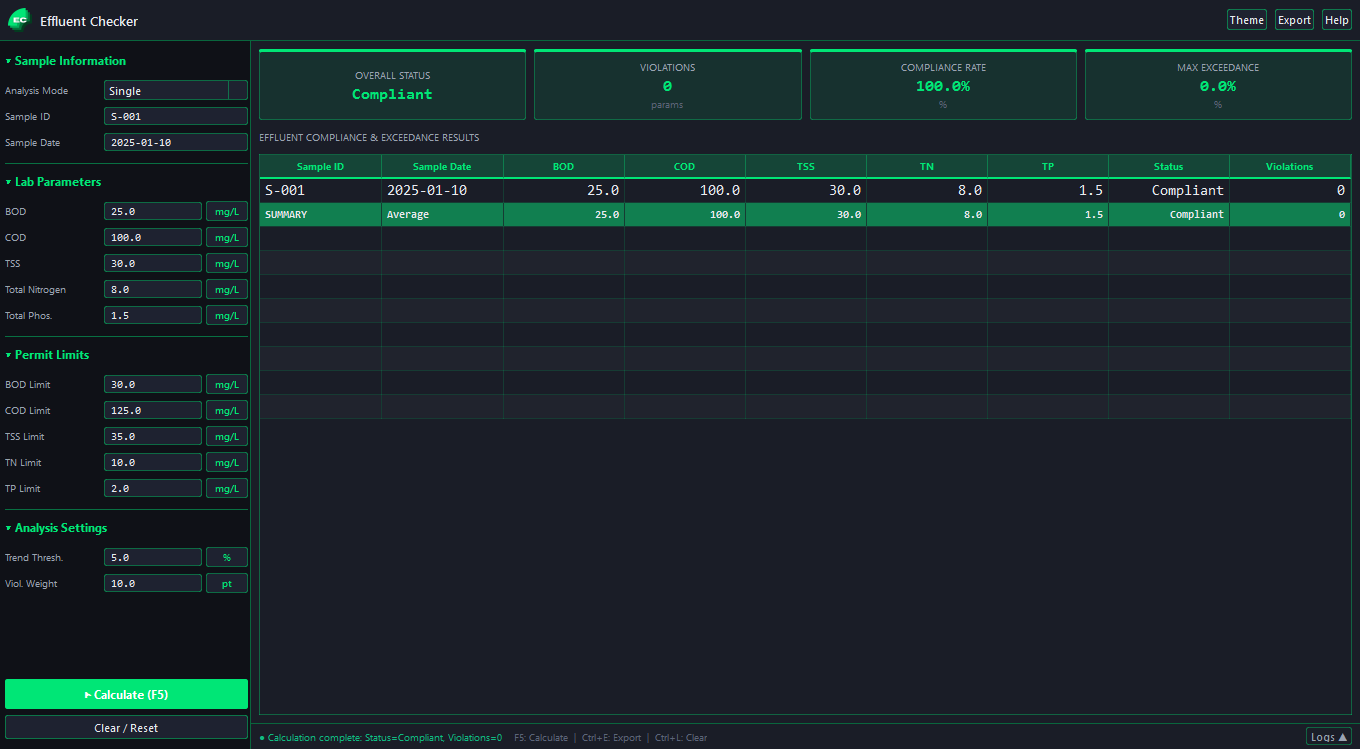 EC Effluent Checker Theme Export Help
▾ Sample Information
Analysis Mode Single
Sample ID S-001
Sample Date 2025-01-10
▾ Lab Parameters
BOD 25.0 mg/L
COD 100.0 mg/L
TSS 30.0 mg/L
Total Nitrogen 8.0 mg/L
Total Phos. 1.5 mg/L
▾ Permit Limits
BOD Limit 30.0 mg/L
COD Limit 125.0 mg/L
TSS Limit 35.0 mg/L
TN Limit 10.0 mg/L
TP Limit 2.0 mg/L
▾ Analysis Settings
Trend Thresh. 5.0 %
Viol. Weight 10.0 pt
▸ Calculate (F5)
Clear / Reset
OVERALL STATUS
Compliant
VIOLATIONS
0
params
COMPLIANCE RATE
100.0%
%
MAX EXCEEDANCE
0.0%
%
EFFLUENT COMPLIANCE & EXCEEDANCE RESULTS
Sample ID Sample Date BOD COD TSS TN TP Status Violations
S-001 2025-01-10 25.0 100.0 30.0 8.0 1.5 Compliant 0
SUMMARY Average 25.0 100.0 30.0 8.0 1.5 Compliant 0
● Calculation complete: Status=Compliant, Violations=0 F5: Calculate | Ctrl+E: Export | Ctrl+L: Clear Logs ▲